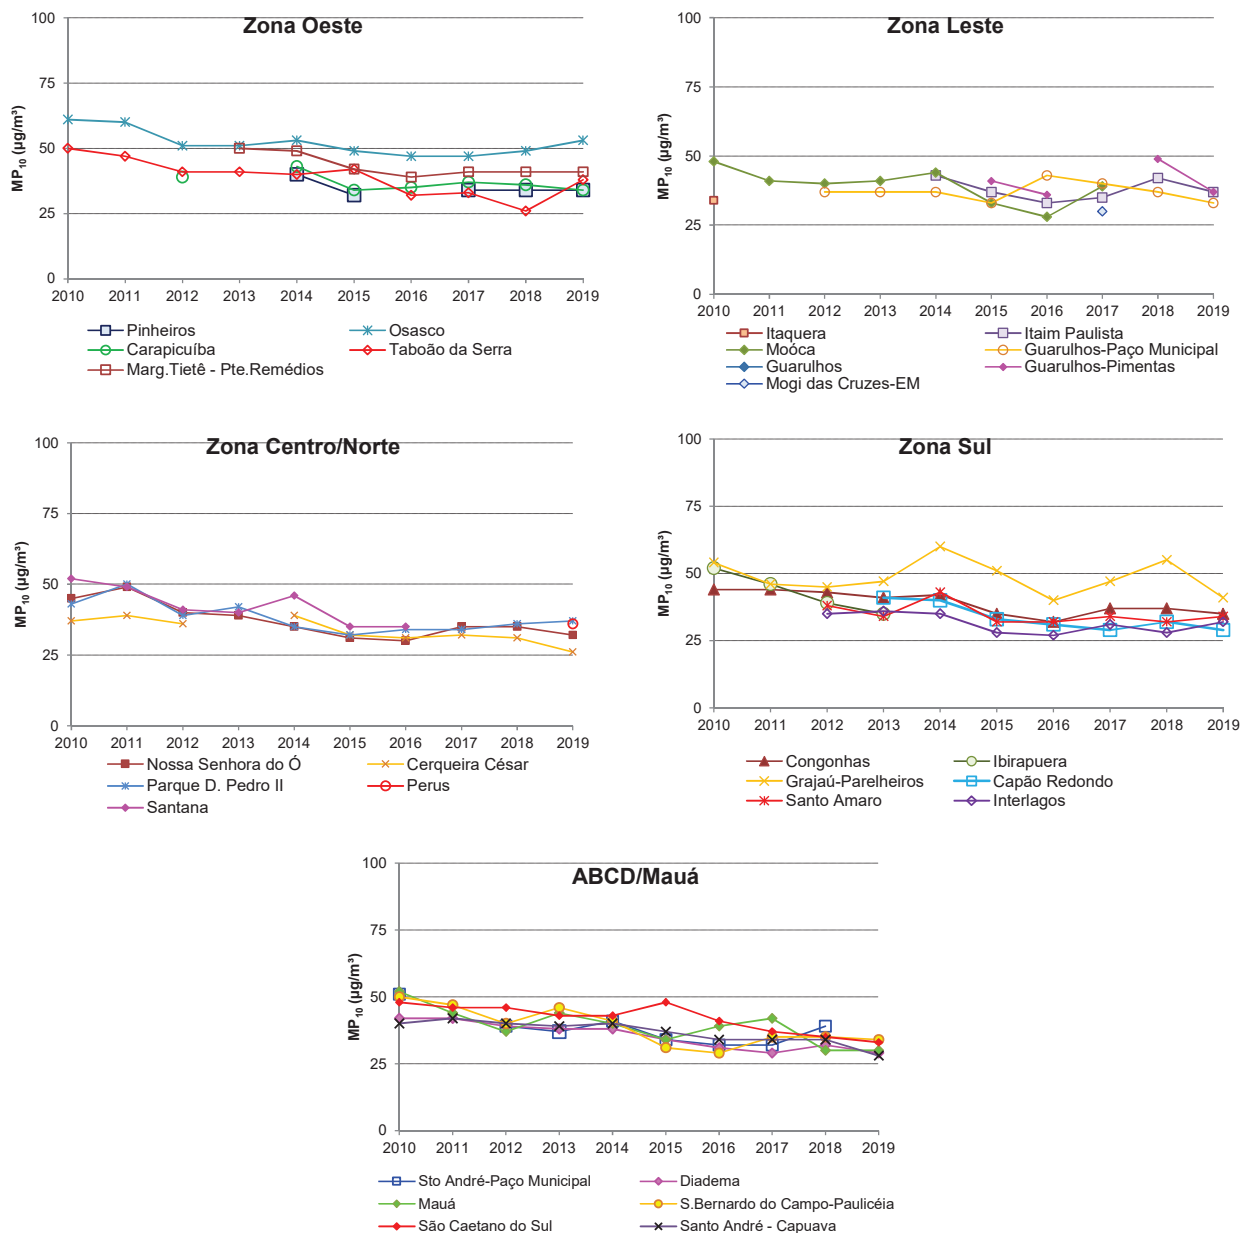 Zona Oeste
MP₁₀ (µg/m³)
100
75
50
25
0
2010 2011 2012 2013 2014 2015 2016 2017 2018 2019
Pinheiros Osasco
Carapicuíba Taboão da Serra
Marg.Tietê - Pte.Remédios
Zona Leste
MP₁₀ (µg/m³)
100
75
50
25
0
2010 2011 2012 2013 2014 2015 2016 2017 2018 2019
Itaquera Itaim Paulista
Moóca Guarulhos-Paço Municipal
Guarulhos Guarulhos-Pimentas
Mogi das Cruzes-EM
Zona Centro/Norte
MP₁₀ (µg/m³)
100
75
50
25
0
2010 2011 2012 2013 2014 2015 2016 2017 2018 2019
Nossa Senhora do Ó Cerqueira César
Parque D. Pedro II Perus
Santana
Zona Sul
MP₁₀ (µg/m³)
100
75
50
25
0
2010 2011 2012 2013 2014 2015 2016 2017 2018 2019
Congonhas Ibirapuera
Grajaú-Parelheiros Capão Redondo
Santo Amaro Interlagos
ABCD/Mauá
MP₁₀ (µg/m³)
100
75
50
25
0
2010 2011 2012 2013 2014 2015 2016 2017 2018 2019
Sto André-Paço Municipal Diadema
Mauá S.Bernardo do Campo-Paulicéia
São Caetano do Sul Santo André - Capuava